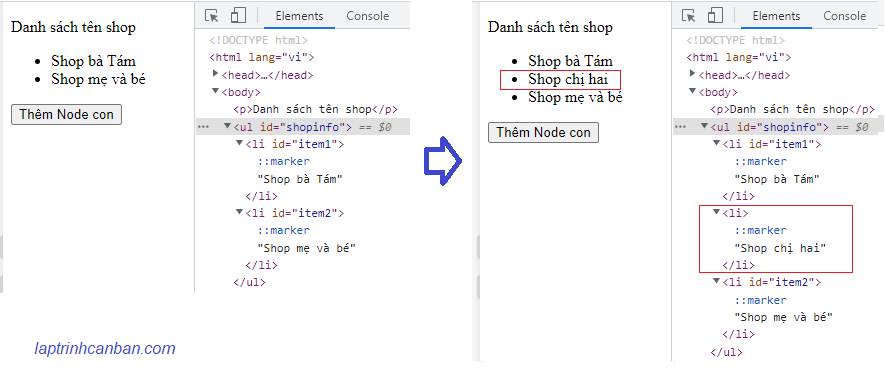 Danh sách tên shop
Shop bà Tám
Shop mẹ và bé
Thêm Node con
Elements Console
<!DOCTYPE html>
<html lang="vi">
<head>…</head>
<body>
<p>Danh sách tên shop</p>
<ul id="shopinfo"> == $0
<li id="item1">
::marker
"Shop bà Tám"
</li>
<li id="item2">
::marker
"Shop mẹ và bé"
</li>
</ul>
Danh sách tên shop
Shop bà Tám
Shop chị hai
Shop mẹ và bé
Thêm Node con
Elements Console
<!DOCTYPE html>
<html lang="vi">
<head>…</head>
<body>
<p>Danh sách tên shop</p>
<ul id="shopinfo"> == $0
<li id="item1">
::marker
"Shop bà Tám"
</li>
<li>
::marker
"Shop chị hai"
</li>
<li id="item2">
::marker
"Shop mẹ và bé"
</li>
</ul>
laptrinhcanban.com